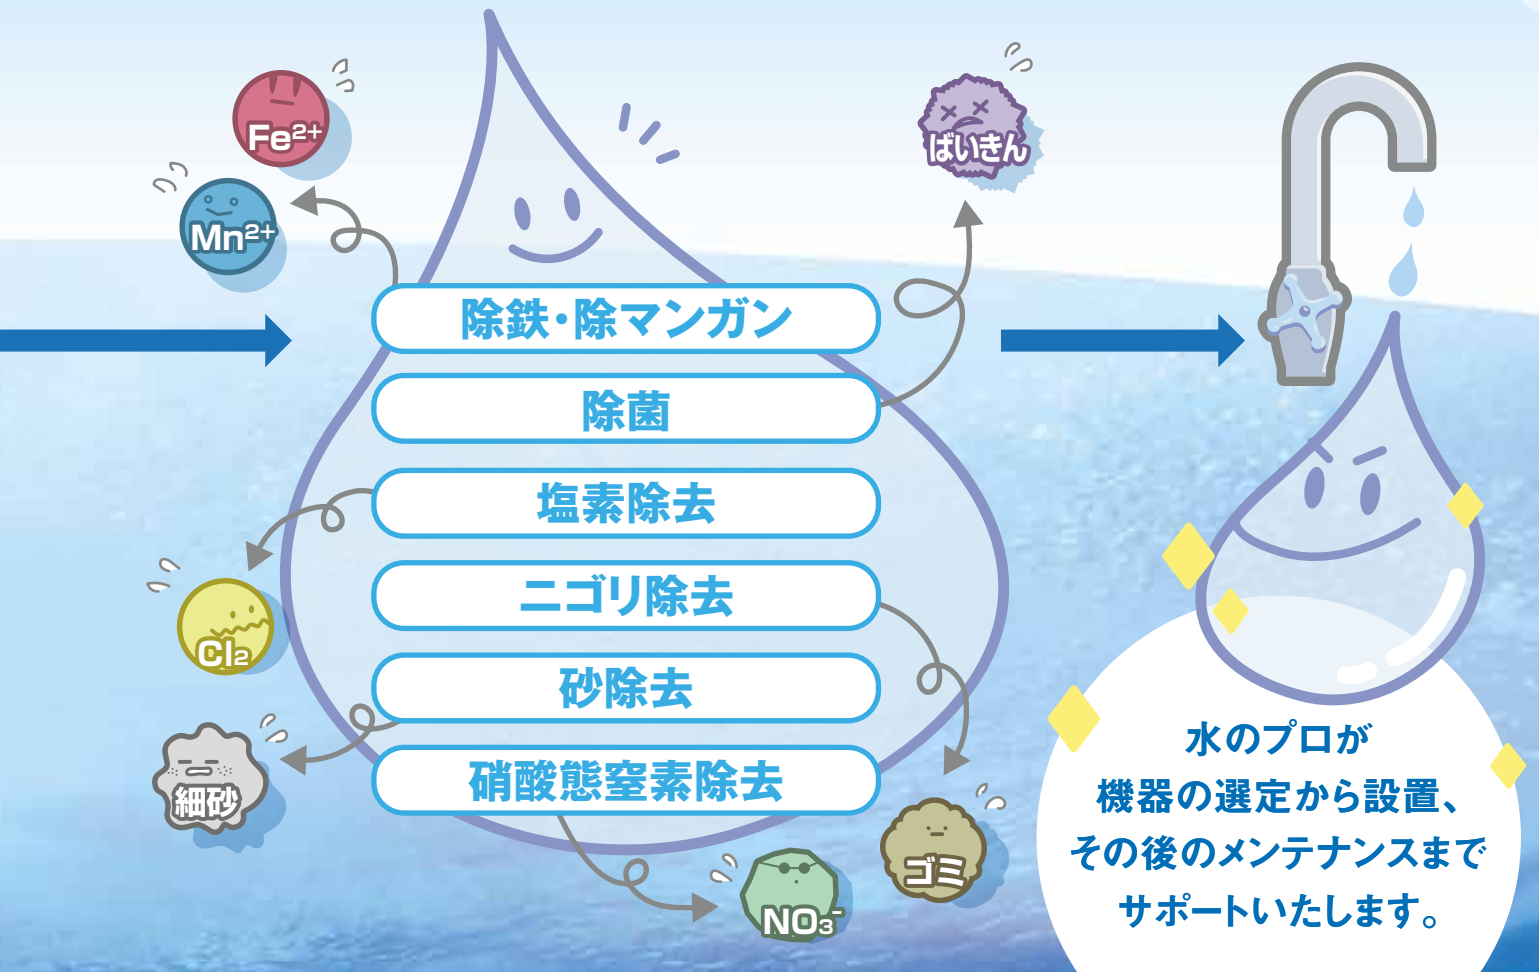 Fe2+
Mn2+
ばいきん
除鉄・除マンガン
除菌
塩素除去
ニゴリ除去
砂除去
硝酸態窒素除去
Cl2
細砂
ゴミ
NO3-
水のプロが
機器の選定から設置、
その後のメンテナンスまで
サポートいたします。